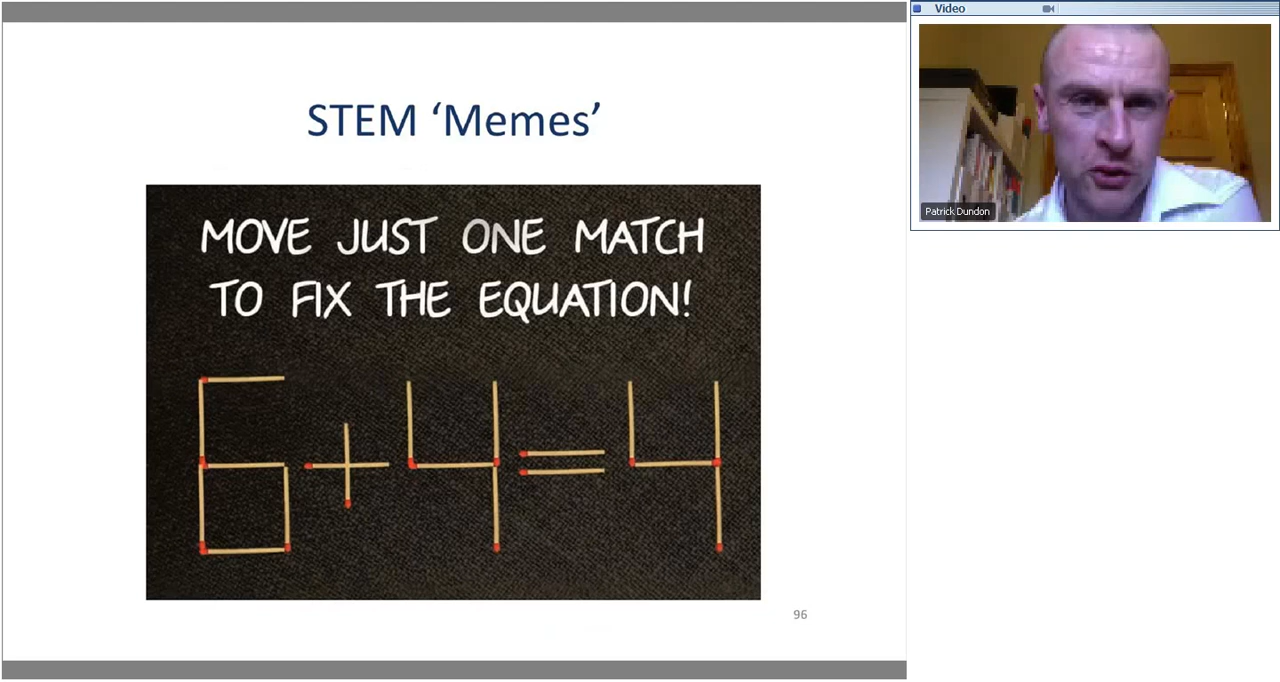 Video
STEM ‘Memes’
MOVE JUST ONE MATCH
TO FIX THE EQUATION!
6+4=4
96
Patrick Dundon